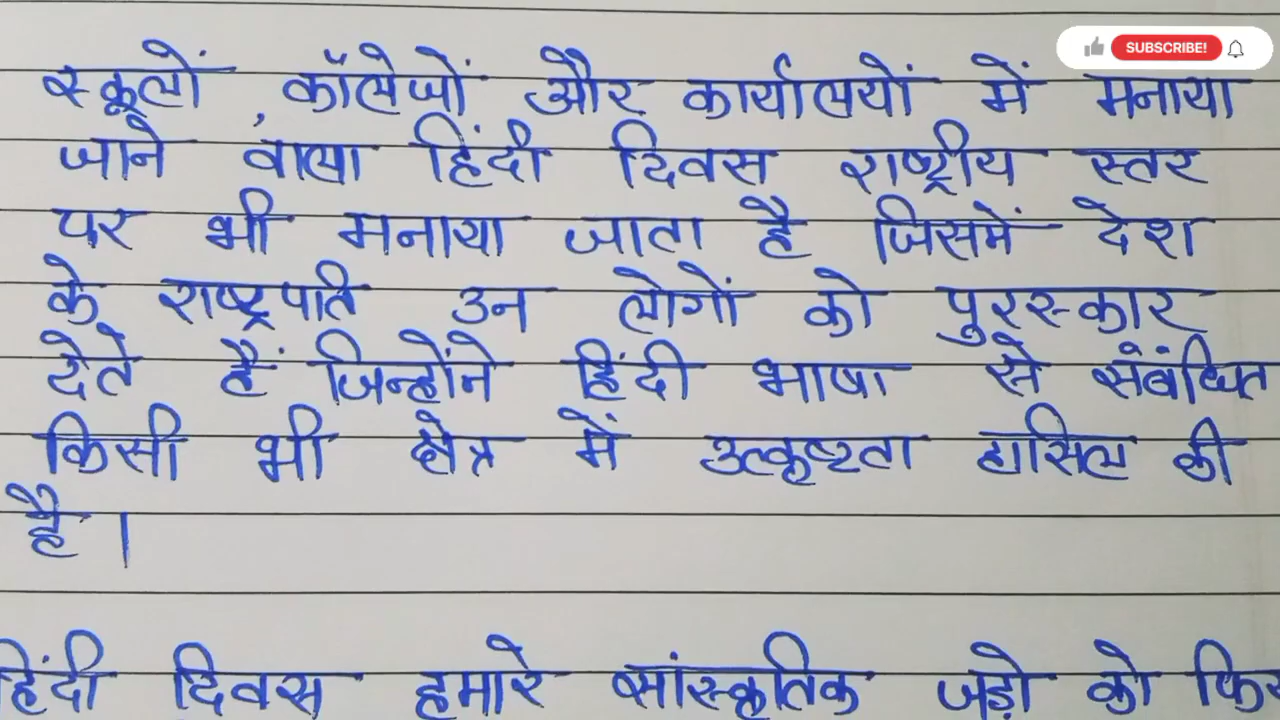 SUBSCRIBE!
स्कूलों, कॉलेजों और कार्यालयों में मनाया
जाने वाला हिंदी दिवस राष्ट्रीय स्तर
पर भी मनाया जाता है जिसमें देश
के राष्ट्रपति उन लोगों को पुरस्कार
देते हैं जिन्होंने हिंदी भाषा से संबंधित
किसी भी क्षेत्र में उत्कृष्टता हासिल की
है।
हिंदी दिवस हमारे सांस्कृतिक जड़ो को